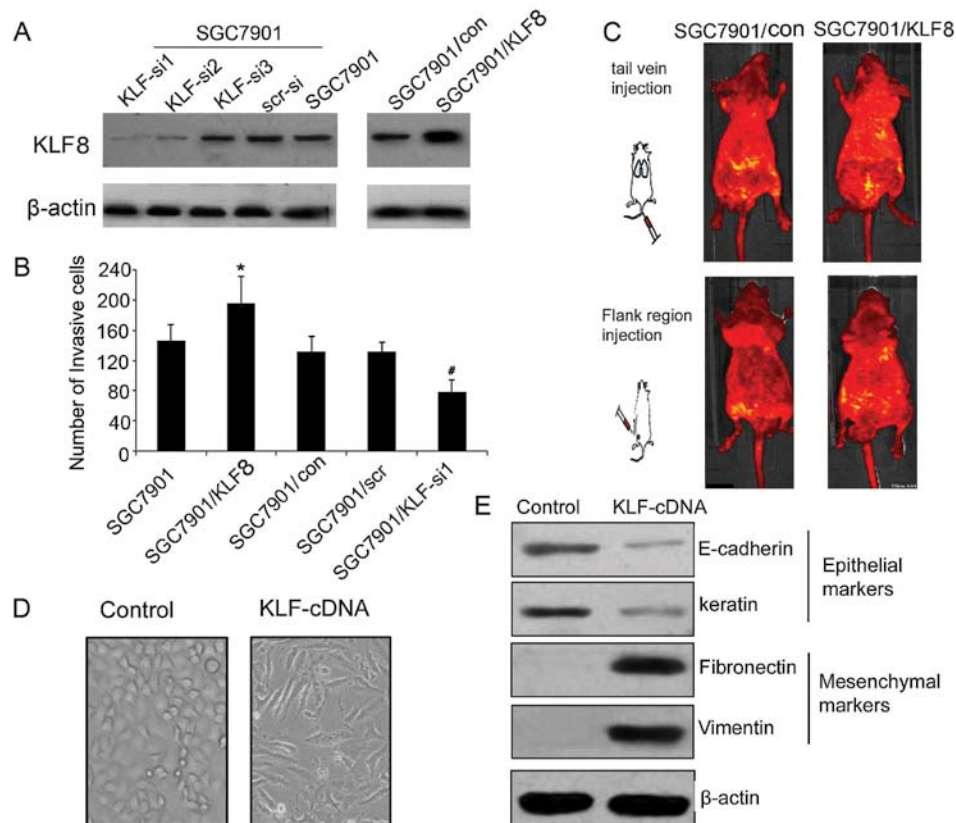 A
SGC7901
KLF-si1
KLF-si2
KLF-si3
scr-si
SGC7901
SGC7901/con
SGC7901/KLF8
KLF8
β-actin
B
Number of Invasive cells
240
200
160
120
80
40
0
*
#
SGC7901
SGC7901/KLF8
SGC7901/con
SGC7901/scr
SGC7901/KLF-si1
C
SGC7901/con
SGC7901/KLF8
tail vein
injection
Flank region
injection
D
Control
KLF-cDNA
E
Control
KLF-cDNA
E-cadherin
keratin
Epithelial
markers
Fibronectin
Vimentin
Mesenchymal
markers
β-actin